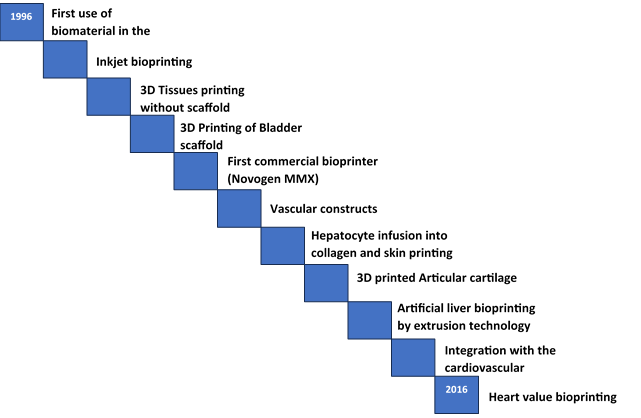 1996
First use of
biomaterial in the
Inkjet bioprinting
3D Tissues printing
without scaffold
3D Printing of Bladder
scaffold
First commercial bioprinter
(Novogen MMX)
Vascular constructs
Hepatocyte infusion into
collagen and skin printing
3D printed Articular cartilage
Artificial liver bioprinting
by extrusion technology
Integration with the
cardiovascular
2016
Heart value bioprinting